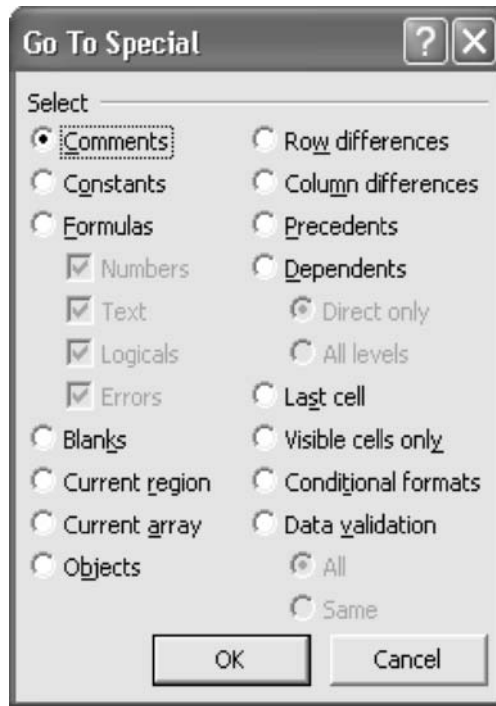 Go To Special
Select
Comments
Constants
Formulas
Numbers
Text
Logicals
Errors
Blanks
Current region
Current array
Objects
Row differences
Column differences
Precedents
Dependents
Direct only
All levels
Last cell
Visible cells only
Conditional formats
Data validation
All
Same
OK
Cancel